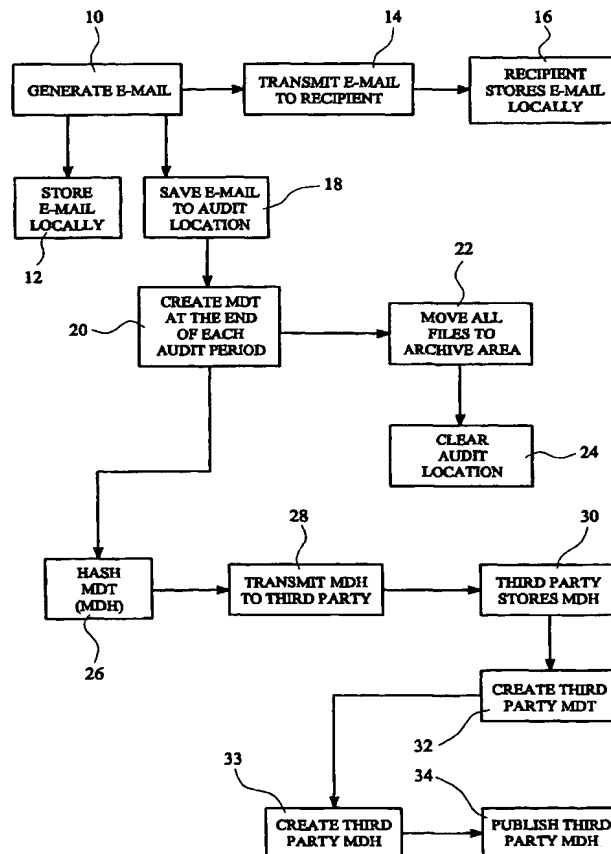 10
14
16
GENERATE E-MAIL
TRANSMIT E-MAIL
TO RECIPIENT
RECIPIENT
STORES E-MAIL
LOCALLY
STORE
E-MAIL
LOCALLY
12
SAVE E-MAIL
TO AUDIT
LOCATION
18
20
CREATE MDT
AT THE END
OF EACH
AUDIT PERIOD
22
MOVE ALL
FILES TO
ARCHIVE AREA
CLEAR
AUDIT
LOCATION
24
HASH
MDT
(MDH)
26
28
TRANSMIT MDH
TO THIRD PARTY
30
THIRD PARTY
STORES MDH
CREATE THIRD
PARTY MDT
32
33
CREATE THIRD
PARTY MDH
34
PUBLISH THIRD
PARTY MDH